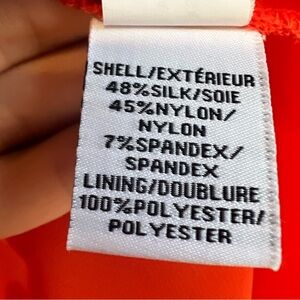 SHELL/EXTÉRIEUR
48%SILK/SOIE
45%NYLON/
NYLON
7%SPANDEX/
SPANDEX
LINING/DOUBLURE
100%POLYESTER/
POLYESTER